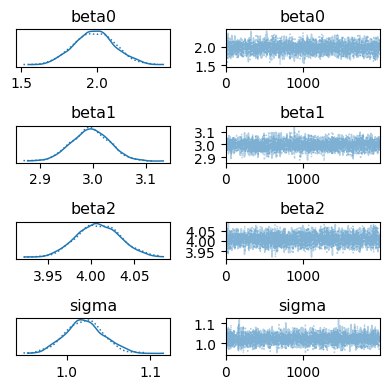 beta0 beta0
2.0
1.5
1.5 2.0 0 1000
beta1 beta1
3.1
3.0
2.9
2.9 3.0 3.1 0 1000
beta2 beta2
4.05
4.00
3.95
3.95 4.00 4.05 0 1000
sigma sigma
1.1
1.0
1.0 1.1 0 1000